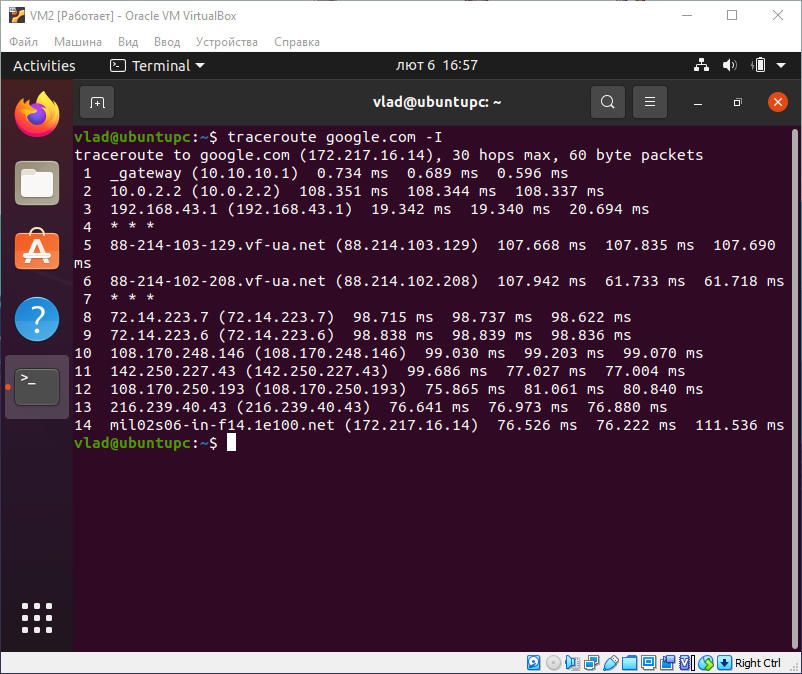 VM2 [Работает] - Oracle VM VirtualBox
Файл Машина Вид Ввод Устройства Справка
Activities Terminal лют 6 16:57
vlad@ubuntupc: ~
vlad@ubuntupc:~$ traceroute google.com -I
traceroute to google.com (172.217.16.14), 30 hops max, 60 byte packets
1 _gateway (10.10.10.1) 0.734 ms 0.689 ms 0.596 ms
2 10.0.2.2 (10.0.2.2) 108.351 ms 108.344 ms 108.337 ms
3 192.168.43.1 (192.168.43.1) 19.342 ms 19.340 ms 20.694 ms
4 * * *
5 88-214-103-129.vf-ua.net (88.214.103.129) 107.668 ms 107.835 ms 107.690
ms
6 88-214-102-208.vf-ua.net (88.214.102.208) 107.942 ms 61.733 ms 61.718 ms
7 * * *
8 72.14.223.7 (72.14.223.7) 98.715 ms 98.737 ms 98.622 ms
9 72.14.223.6 (72.14.223.6) 98.838 ms 98.839 ms 98.836 ms
10 108.170.248.146 (108.170.248.146) 99.030 ms 99.203 ms 99.070 ms
11 142.250.227.43 (142.250.227.43) 99.686 ms 77.027 ms 77.004 ms
12 108.170.250.193 (108.170.250.193) 75.865 ms 81.061 ms 80.840 ms
13 216.239.40.43 (216.239.40.43) 76.641 ms 76.973 ms 76.880 ms
14 mil02s06-in-f14.1e100.net (172.217.16.14) 76.526 ms 76.222 ms 111.536 ms
vlad@ubuntupc:~$
Right Ctrl